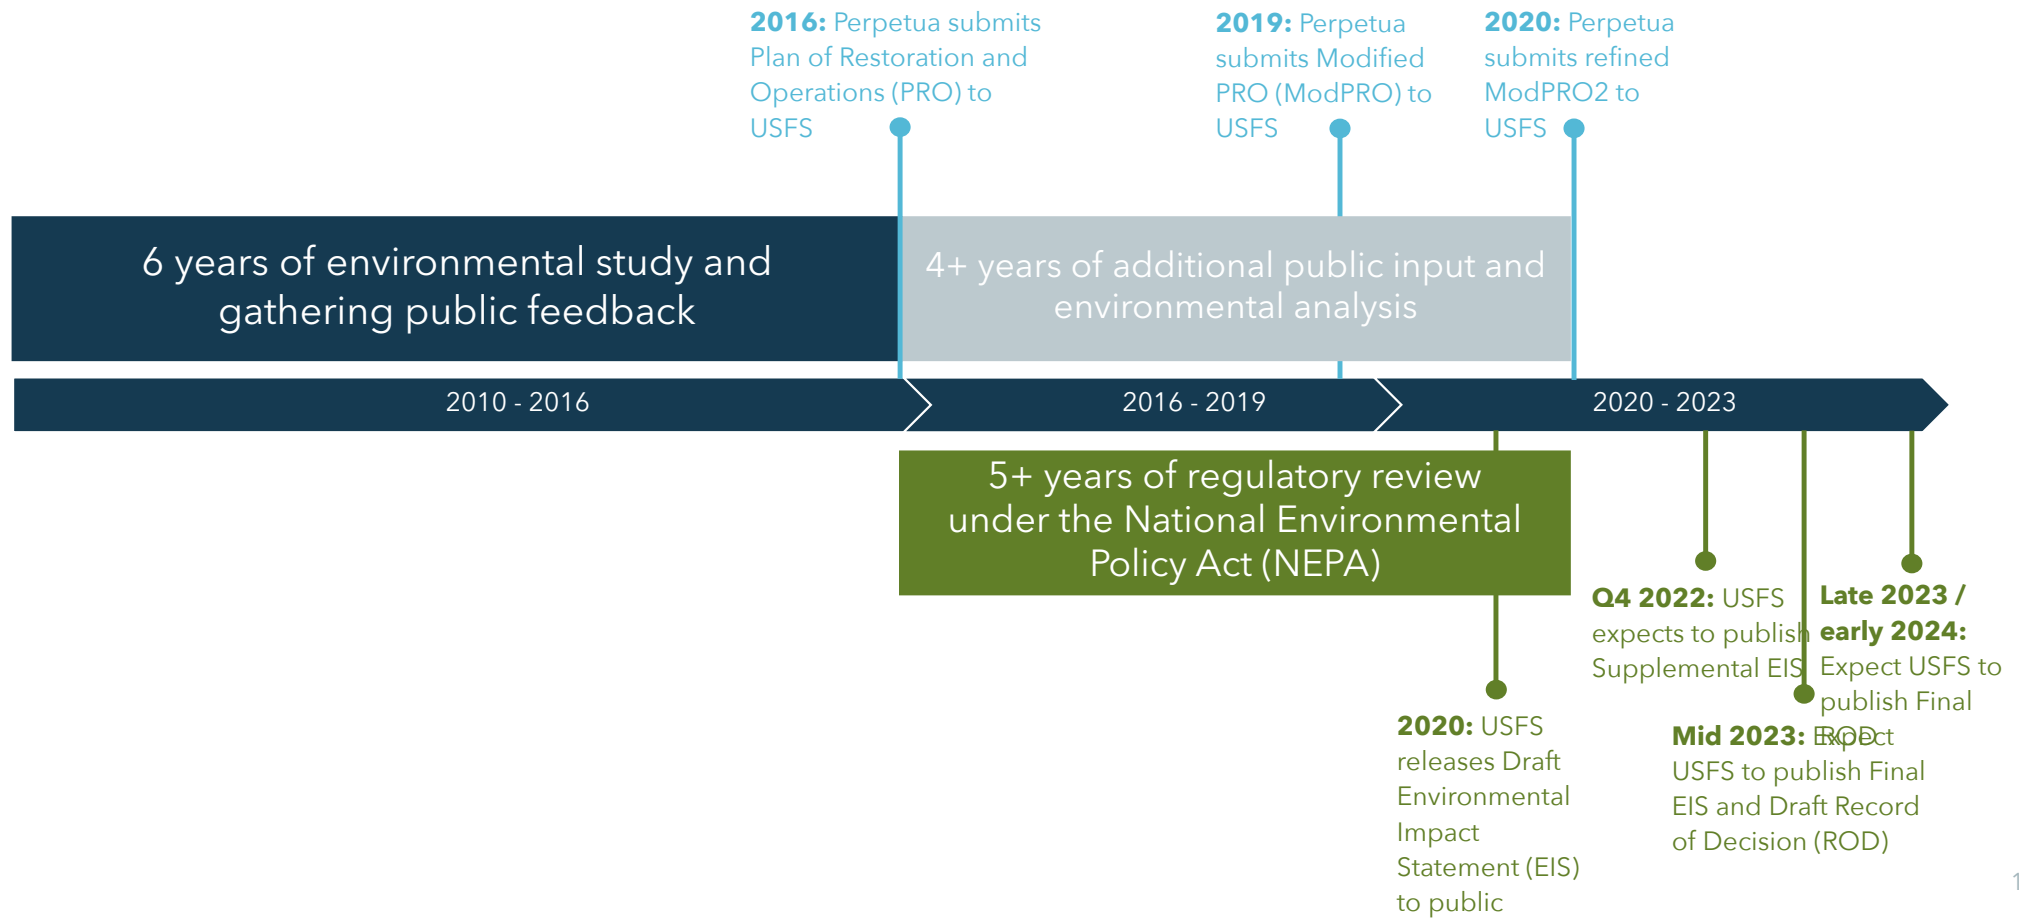 2016: Perpetua submits
Plan of Restoration and
Operations (PRO) to
USFS
2019: Perpetua
submits Modified
PRO (ModPRO) to
USFS
2020: Perpetua
submits refined
ModPRO2 to
USFS
6 years of environmental study and
gathering public feedback
4+ years of additional public input and
environmental analysis
2010 - 2016
2016 - 2019
2020 - 2023
5+ years of regulatory review
under the National Environmental
Policy Act (NEPA)
2020: USFS
releases Draft
Environmental
Impact
Statement (EIS)
to public
Q4 2022: USFS
expects to publish
Supplemental EIS
Mid 2023: Expect
USFS to publish Final
EIS and Draft Record
of Decision (ROD)
Late 2023 /
early 2024:
Expect USFS to
publish Final
ROD
1